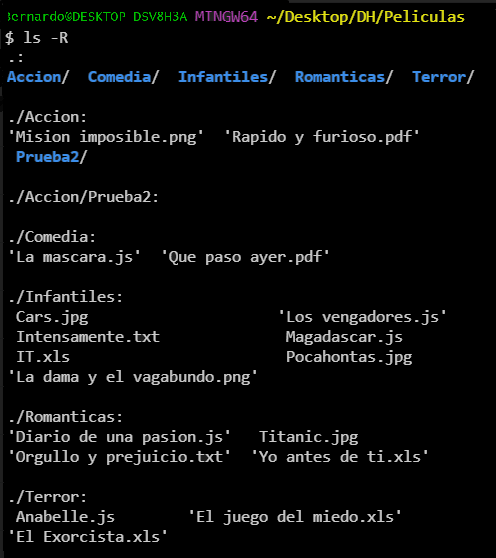 Bernardo@DESKTOP-DSV8H3A MINGW64 ~/Desktop/DH/Peliculas
$ ls -R
.:
Accion/  Comedia/  Infantiles/  Romanticas/  Terror/
./Accion:
'Mision imposible.png'  'Rapido y furioso.pdf'
Prueba2/
./Accion/Prueba2:
./Comedia:
'La mascara.js'  'Que paso ayer.pdf'
./Infantiles:
Cars.jpg  'Los vengadores.js'
Intensamente.txt  Magadascar.js
IT.xls  Pocahontas.jpg
'La dama y el vagabundo.png'
./Romanticas:
'Diario de una pasion.js'  Titanic.jpg
'Orgullo y prejuicio.txt'  'Yo antes de ti.xls'
./Terror:
Anabelle.js  'El juego del miedo.xls'
'El Exorcista.xls'